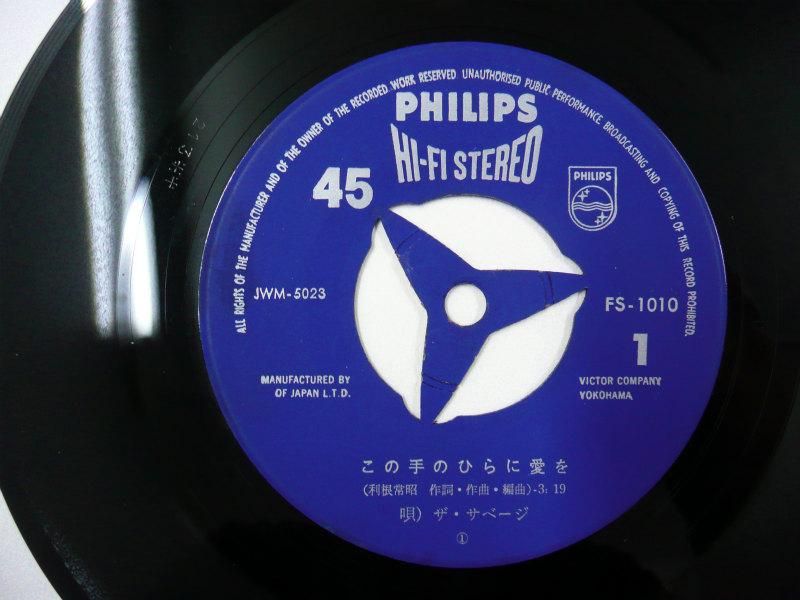 ALL RIGHTS OF THE MANUFACTURER AND OF THE OWNER OF THE RECORDED WORK RESERVED UNAUTHORISED PUBLIC PERFORMANCE BROADCASTING AND COPYING OF THIS RECORD PROHIBITED.
PHILIPS
HI-FI STEREO
45
PHILIPS
JWM-5023
FS-1010
1
MANUFACTURED BY VICTOR COMPANY
OF JAPAN L.T.D. YOKOHAMA
この手のひらに愛を
(利根常昭 作詞・作曲・編曲)-3:19
唄) ザ・サベージ
①